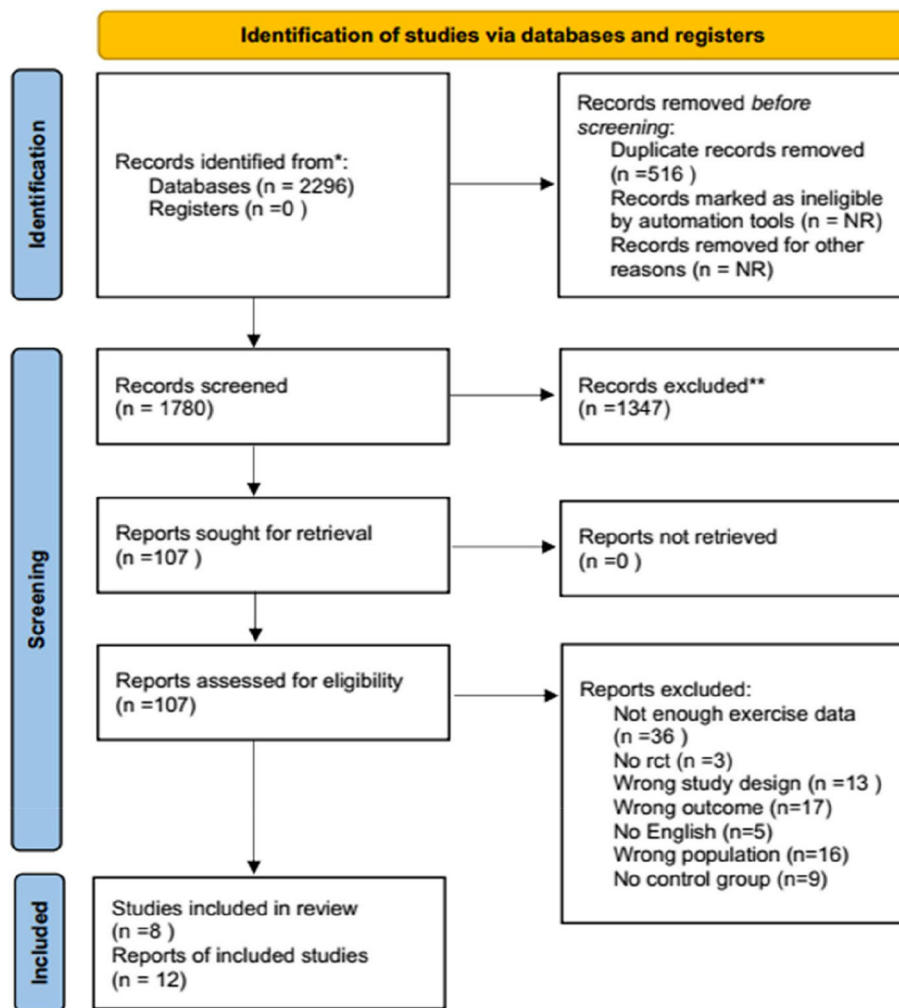 Identification of studies via databases and registers
Identification
Records identified from*:
Databases (n = 2296)
Registers (n =0 )
Records removed before
screening:
Duplicate records removed
(n =516 )
Records marked as ineligible
by automation tools (n = NR)
Records removed for other
reasons (n = NR)
Screening
Records screened
(n = 1780)
Records excluded**
(n =1347)
Reports sought for retrieval
(n =107 )
Reports not retrieved
(n =0 )
Reports assessed for eligibility
(n =107)
Reports excluded:
Not enough exercise data
(n =36 )
No rct (n =3)
Wrong study design (n =13 )
Wrong outcome (n=17)
No English (n=5)
Wrong population (n=16)
No control group (n=9)
Included
Studies included in review
(n =8 )
Reports of included studies
(n = 12)